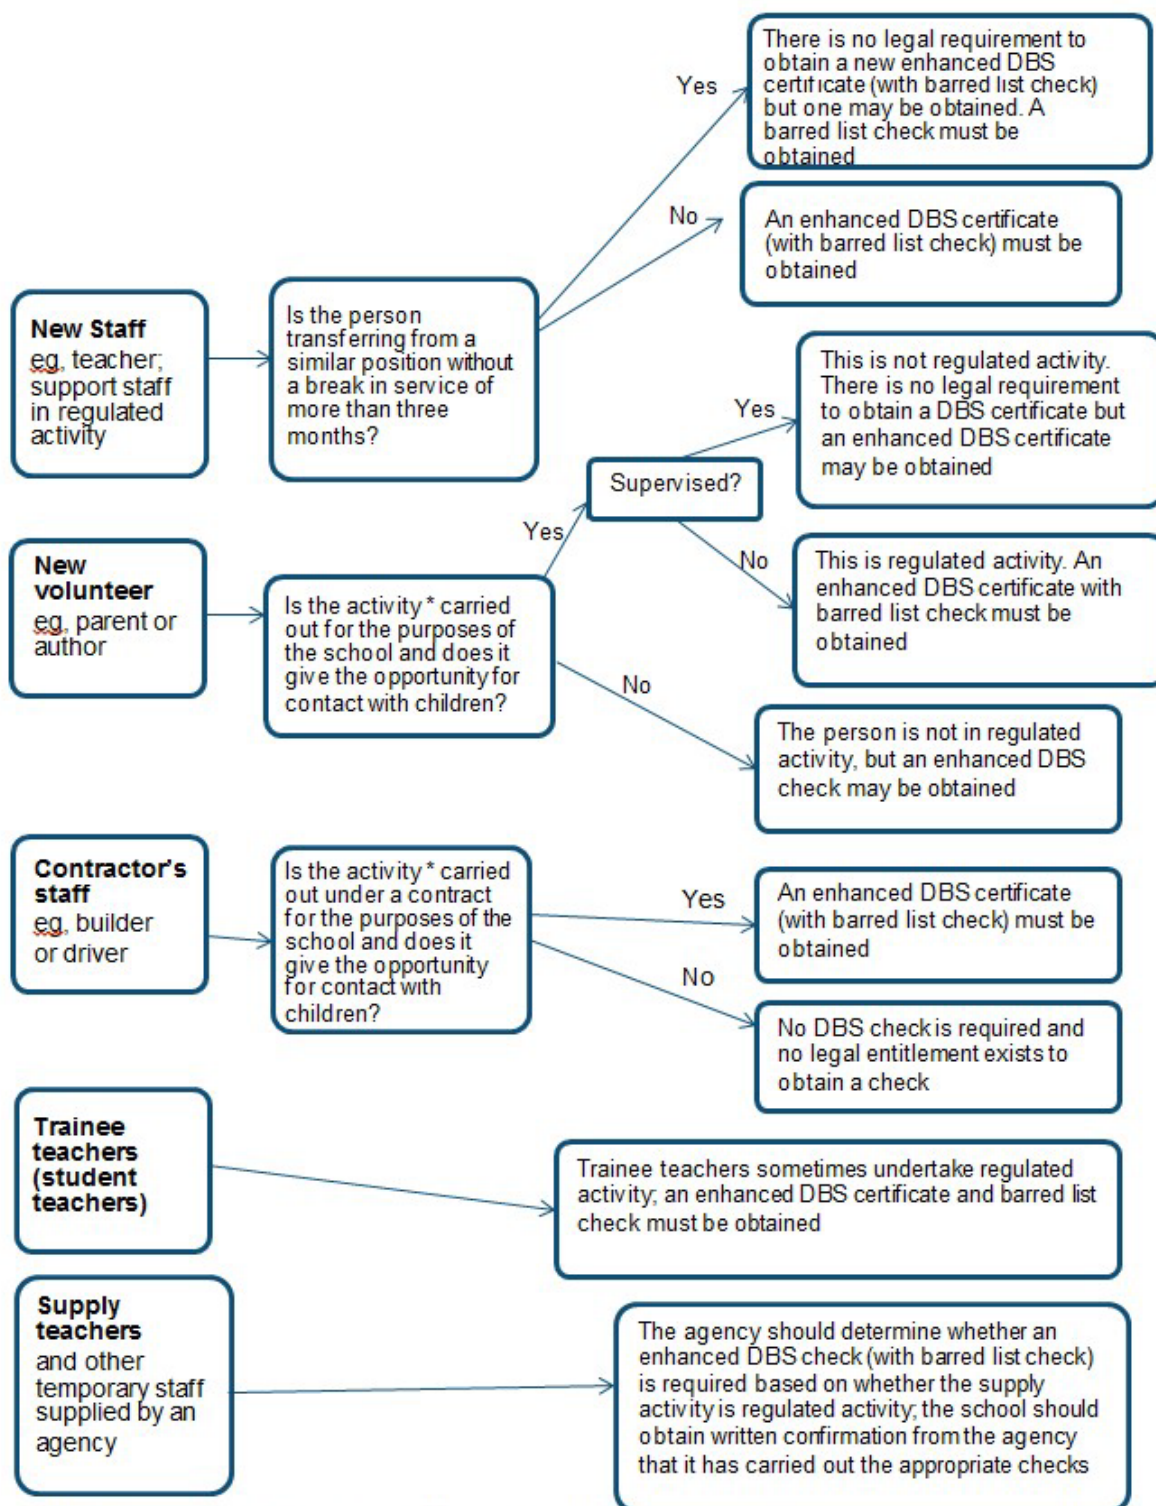 There is no legal requirement to
obtain a new enhanced DBS
certificate (with barred list check)
but one may be obtained. A
barred list check must be
obtained
Yes
No
An enhanced DBS certificate
(with barred list check) must be
obtained
New Staff
eg, teacher;
support staff
in regulated
activity
Is the person
transferring from a
similar position without
a break in service of
more than three
months?
This is not regulated activity.
There is no legal requirement
to obtain a DBS certificate but
an enhanced DBS certificate
may be obtained
Yes
Supervised?
No
This is regulated activity. An
enhanced DBS certificate with
barred list check must be
obtained
New
volunteer
eg, parent or
author
Is the activity * carried
out for the purposes of
the school and does it
give the opportunity for
contact with children?
Yes
No
The person is not in regulated
activity, but an enhanced DBS
check may be obtained
Contractor's
staff
eg, builder
or driver
Is the activity * carried
out under a contract
for the purposes of the
school and does it
give the opportunity
for contact with
children?
Yes
An enhanced DBS certificate
(with barred list check) must be
obtained
No
No DBS check is required and
no legal entitlement exists to
obtain a check
Trainee
teachers
(student
teachers)
Trainee teachers sometimes undertake regulated
activity; an enhanced DBS certificate and barred list
check must be obtained
Supply
teachers
and other
temporary staff
supplied by an
agency
The agency should determine whether an
enhanced DBS check (with barred list check)
is required based on whether the supply
activity is regulated activity; the school should
obtain written confirmation from the agency
that it has carried out the appropriate checks